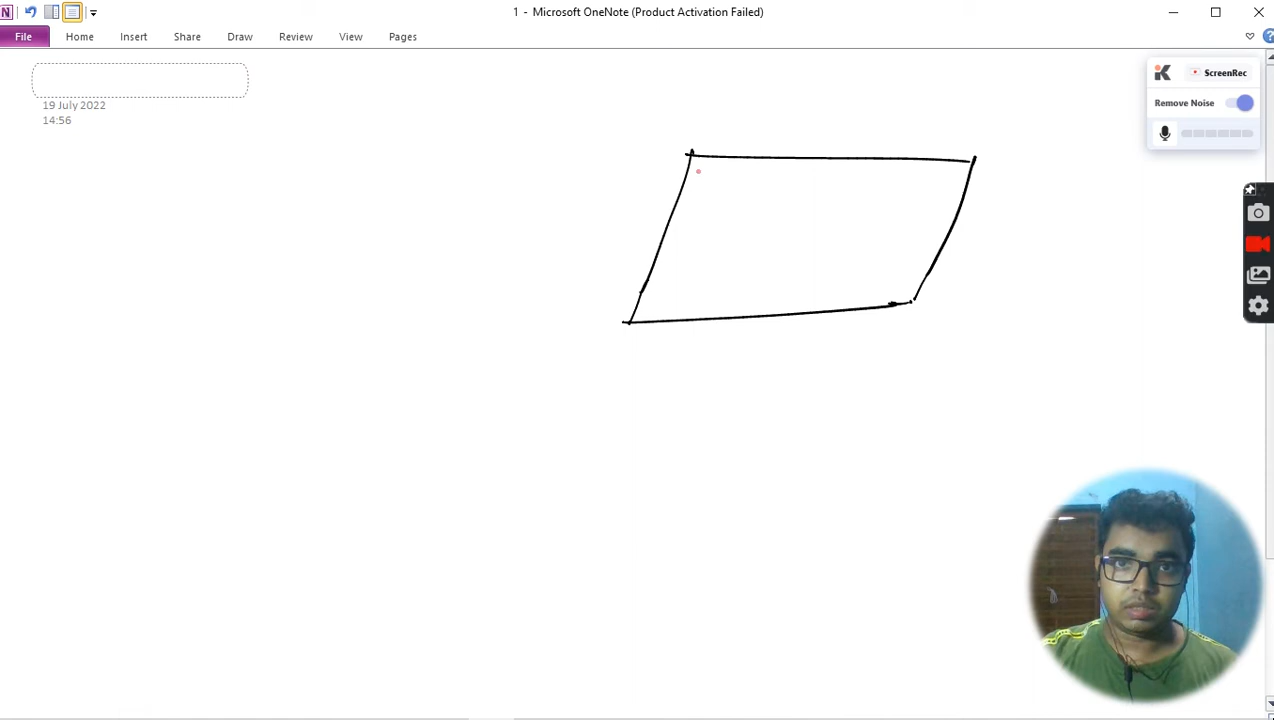 1 - Microsoft OneNote (Product Activation Failed)
File Home Insert Share Draw Review View Pages
19 July 2022
14:56
ScreenRec
Remove Noise